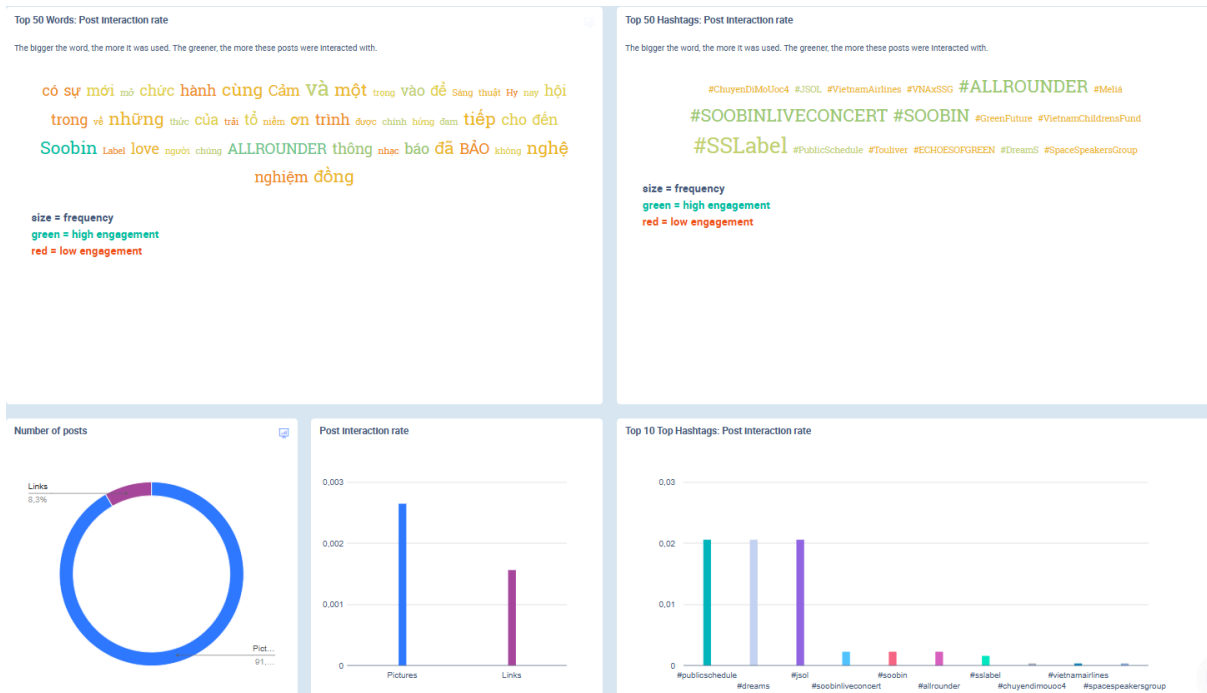 Top 50 Words: Post interaction rate
The bigger the word, the more it was used. The greener, the more these posts were interacted with.
có sự mới mở chức hành cùng Cảm và một trọng vào để Sáng thuật Hy nay hội
trong về những thức của trải tổ niềm ơn trình được chính hứng đam tiếp cho đến
Soobin Label love người chúng ALLROUNDER thông nhạc báo đã BẢO không nghệ
nghiệm đồng
size = frequency
green = high engagement
red = low engagement
Top 50 Hashtags: Post interaction rate
The bigger the word, the more it was used. The greener, the more these posts were interacted with.
#ChuyenDiMoUoc4 #JSOL #VietnamAirlines #VNAxSSG #ALLROUNDER #Meliá
#SOOBINLIVECONCERT #SOOBIN #GreenFuture #VietnamChildrensFund
#SSLabel #PublicSchedule #Touliver #ECHOESOFGREEN #DreamS #SpaceSpeakersGroup
size = frequency
green = high engagement
red = low engagement
Number of posts
Links
8,3%
Pict...
91,...
Post interaction rate
0,003
0,002
0,001
0
Pictures Links
Top 10 Top Hashtags: Post interaction rate
0,03
0,02
0,01
0
#publicschedule #jsol #soobin #sslabel #vietnamairlines
#dreams #soobinliveconcert #allrounder #chuyendimouoc4 #spacespeakersgroup